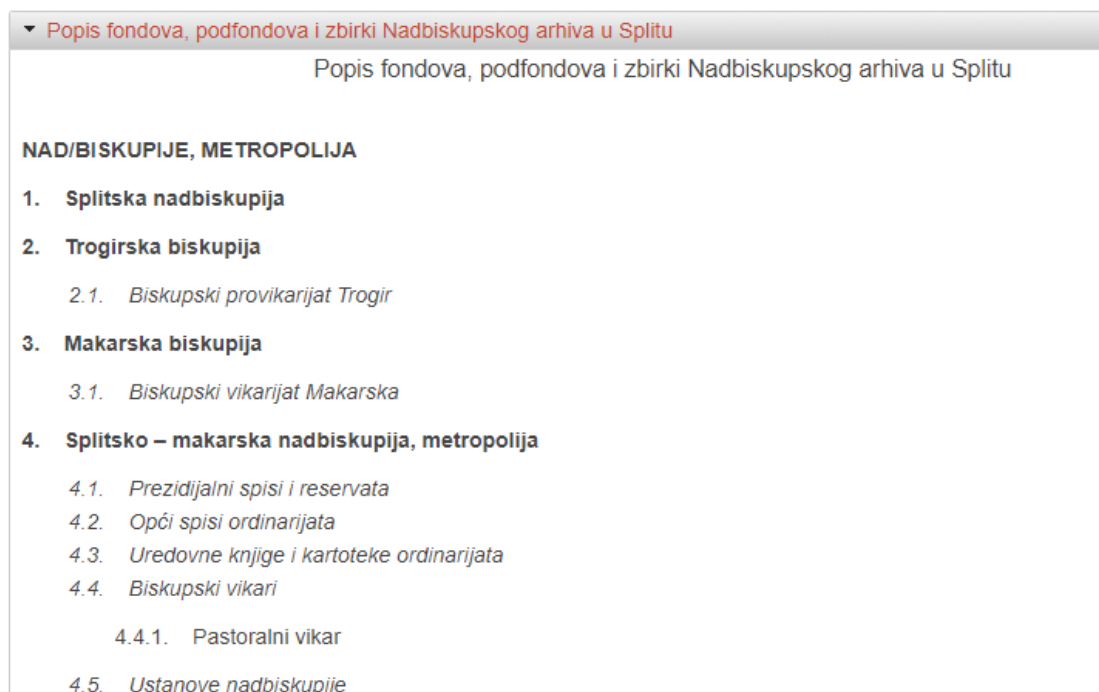 Popis fondova, podfondova i zbirki Nadbiskupskog arhiva u Splitu
Popis fondova, podfondova i zbirki Nadbiskupskog arhiva u Splitu
NAD/BISKUPIJE, METROPOLIJA
1. Splitska nadbiskupija
2. Trogirska biskupija
2.1. Biskupski provikarijat Trogir
3. Makarska biskupija
3.1. Biskupski vikarijat Makarska
4. Splitsko – makarska nadbiskupija, metropolija
4.1. Prezidijalni spisi i reservata
4.2. Opći spisi ordinarijata
4.3. Uredovne knjige i kartoteke ordinarijata
4.4. Biskupski vikari
4.4.1. Pastoralni vikar
4.5. Ustanove nadbiskupije